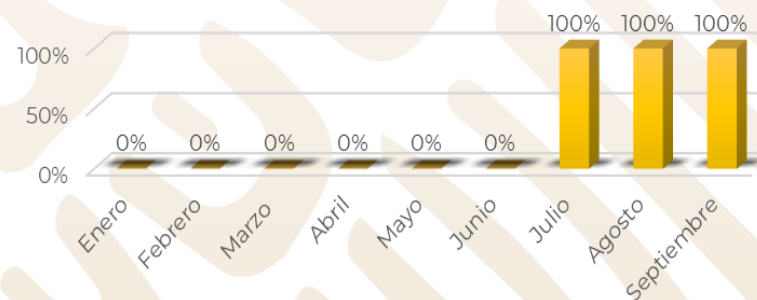 100% 100% 100%
100%
50%
0% 0% 0% 0% 0% 0%
0%
Enero Febrero Marzo Abril Mayo Junio Julio Agosto Septiembre